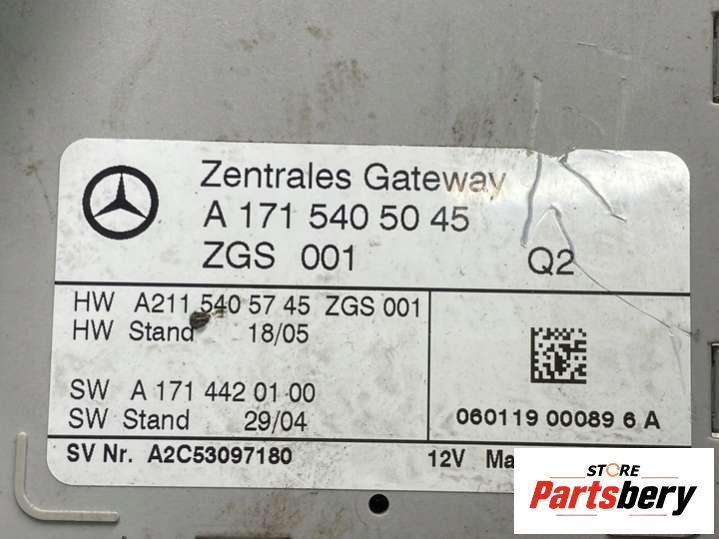 Zentrales Gateway
A 171 540 50 45
ZGS 001 Q2
HW A211 540 57 45 ZGS 001
HW Stand 18/05
SW A 171 442 01 00
SW Stand 29/04
060119 00089 6 A
SV Nr. A2C53097180 12V
STORE
Partsbery